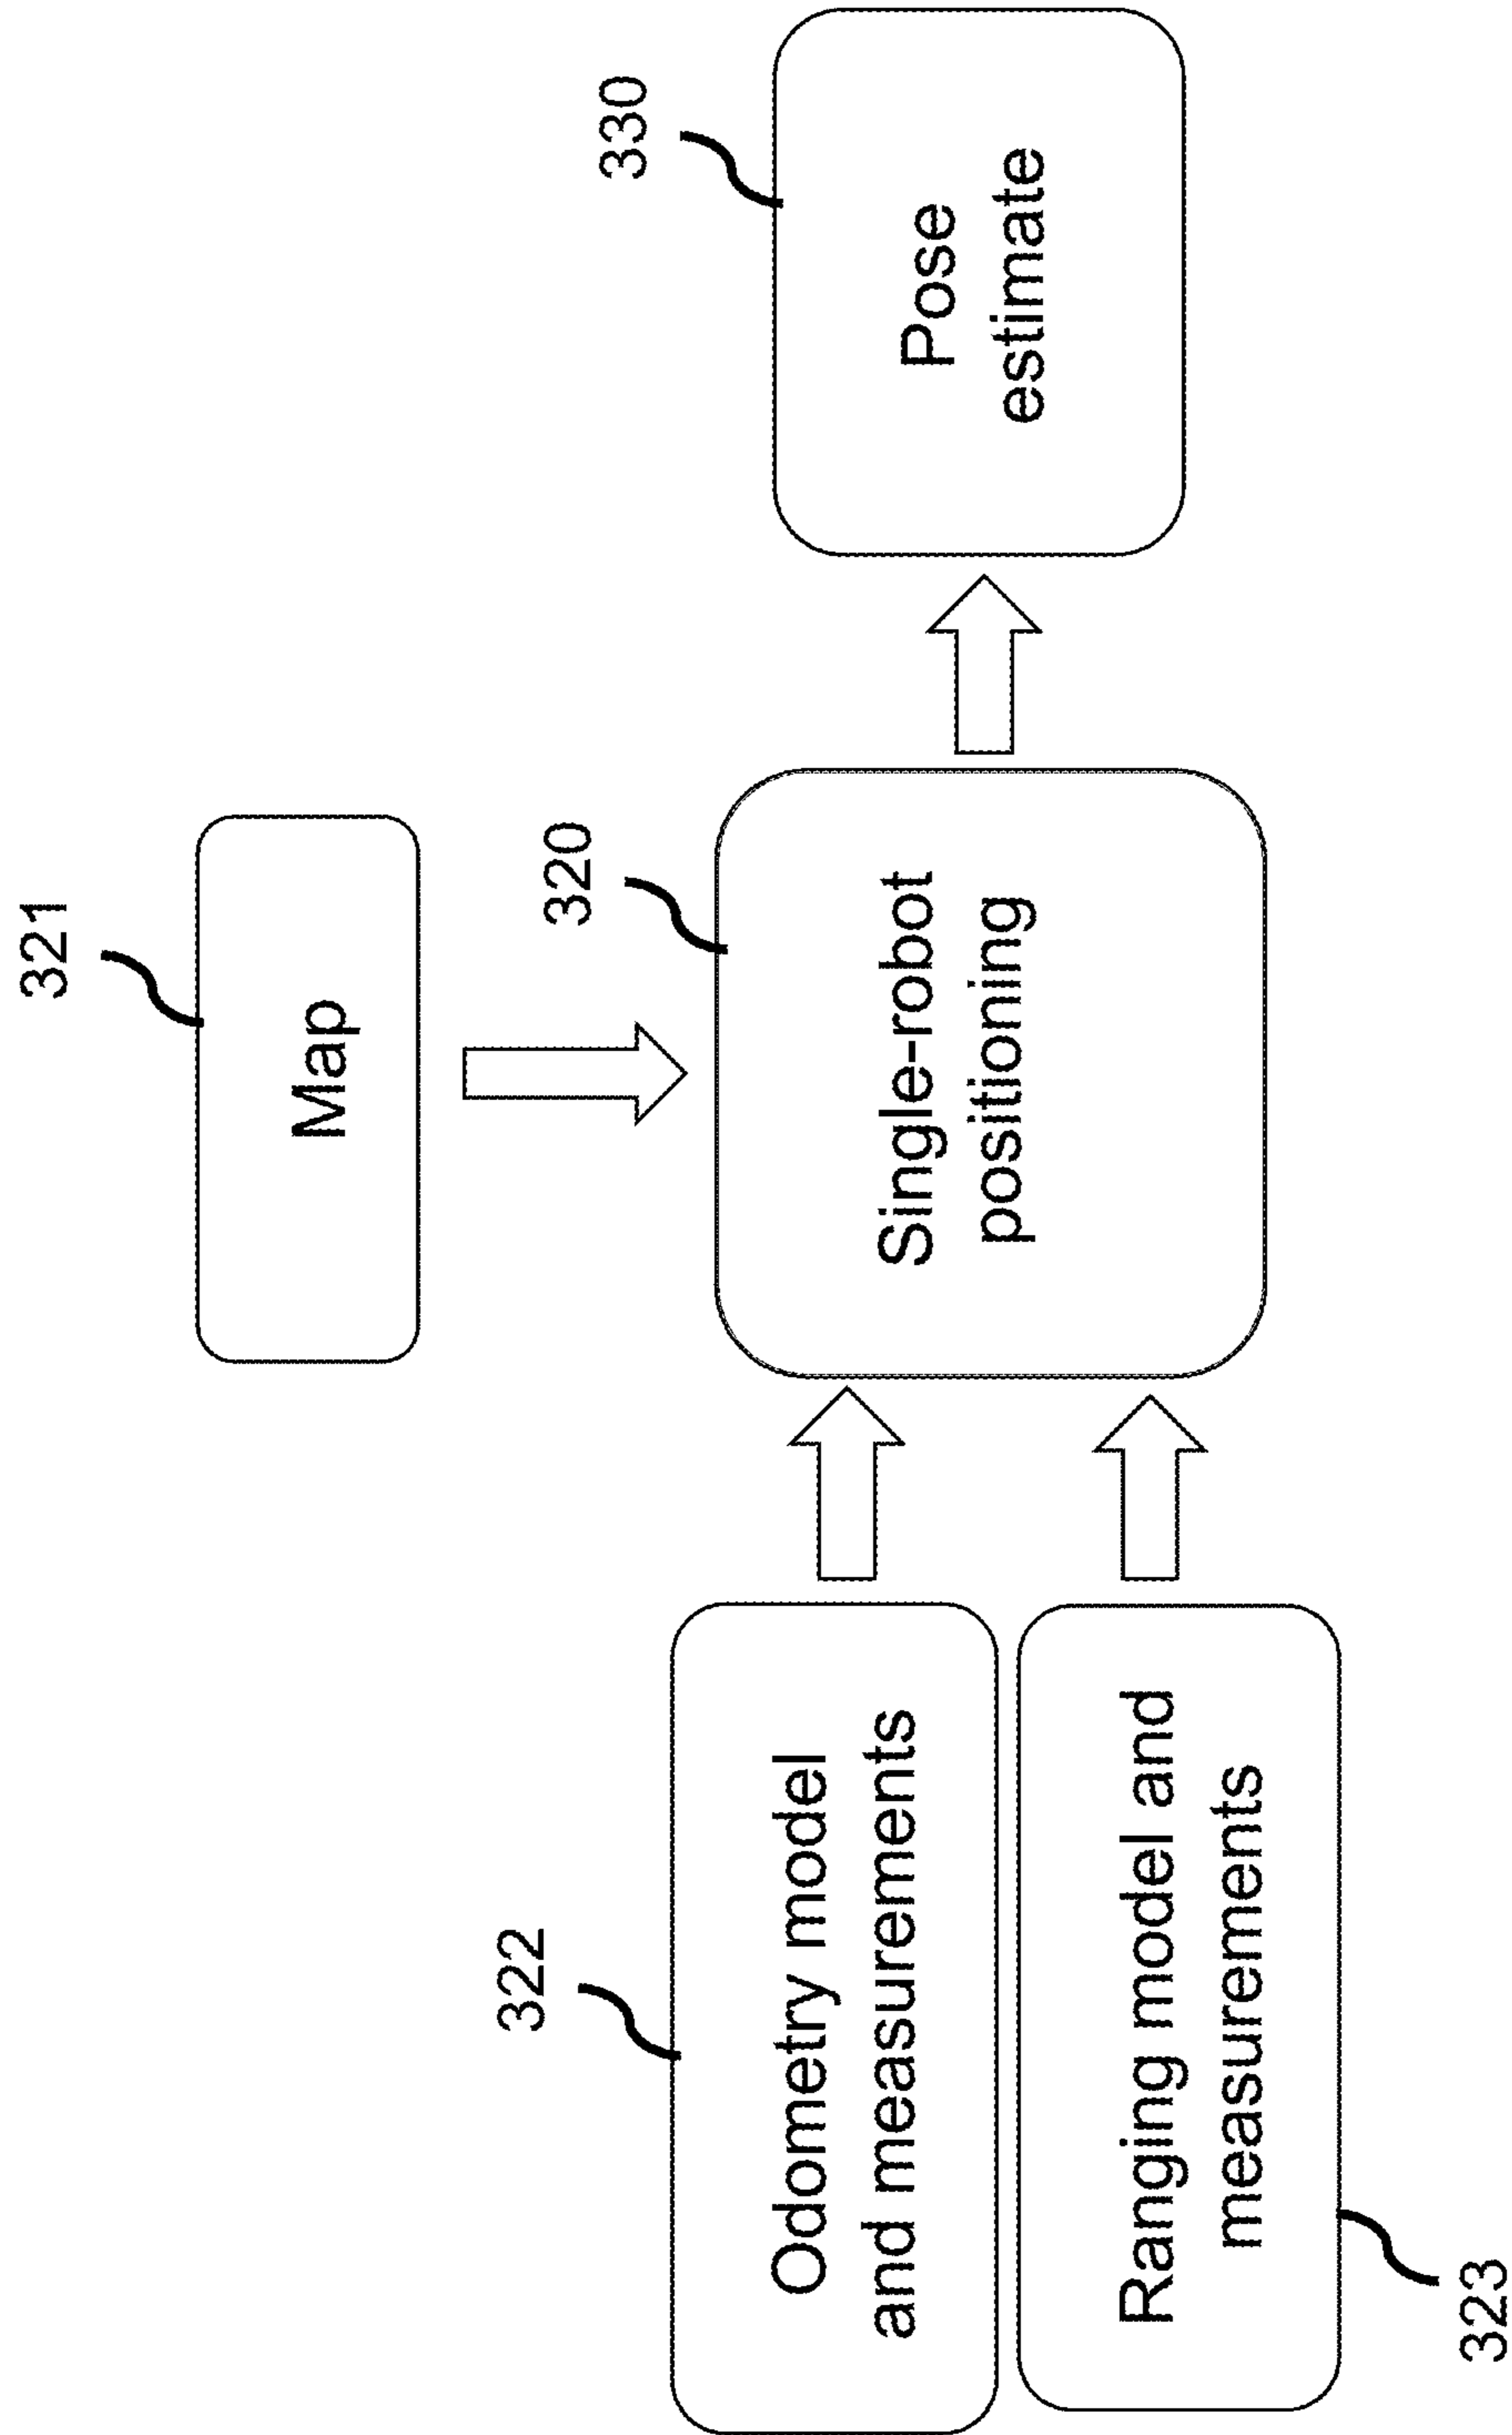 321
Map
320
Single-robot
positioning
330
Pose
estimate
322
Odometry model
and measurements
Ranging model and
measurements
323